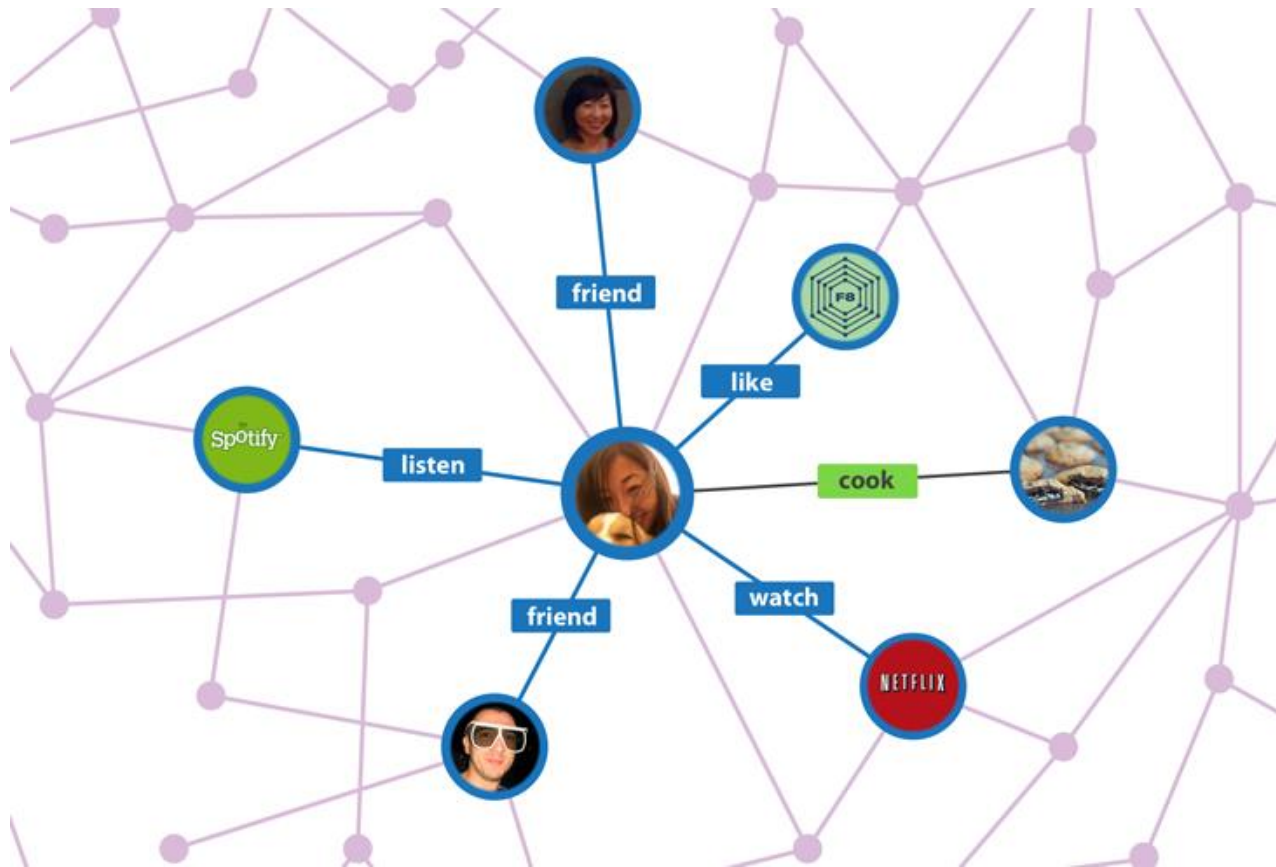 friend
F8
like
Spotify
listen
cook
watch
friend
NETFLIX